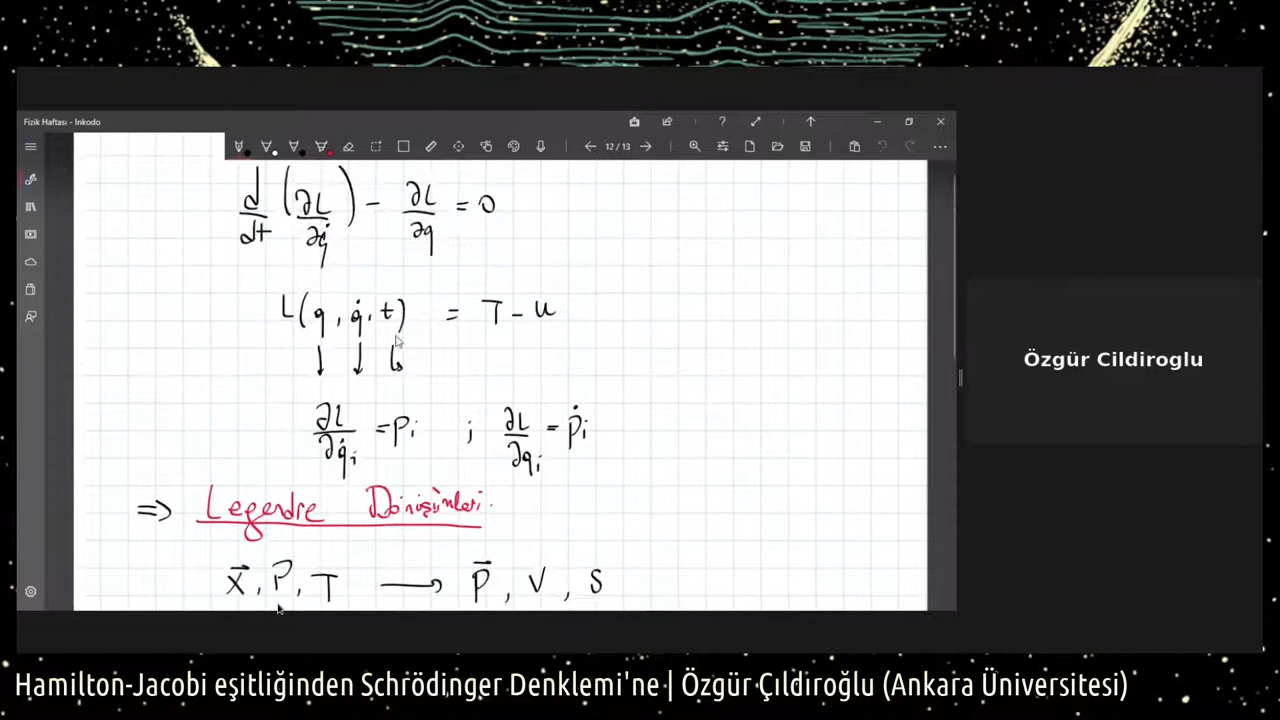 Fizik Haftası - Inkodo
12 / 13
d/dt (∂L/∂q̇) - ∂L/∂q = 0
L(q, q̇, t) = T - u
∂L/∂q̇i = Pi ; ∂L/∂qi = Ṗi
⇒ Legendre Dönüşümleri.
x⃗, P, T → P⃗, V, S
Özgür Cildiroglu
Hamilton-Jacobi eşitliğinden Schrödinger Denklemi'ne | Özgür Çıldıroğlu (Ankara Üniversitesi)